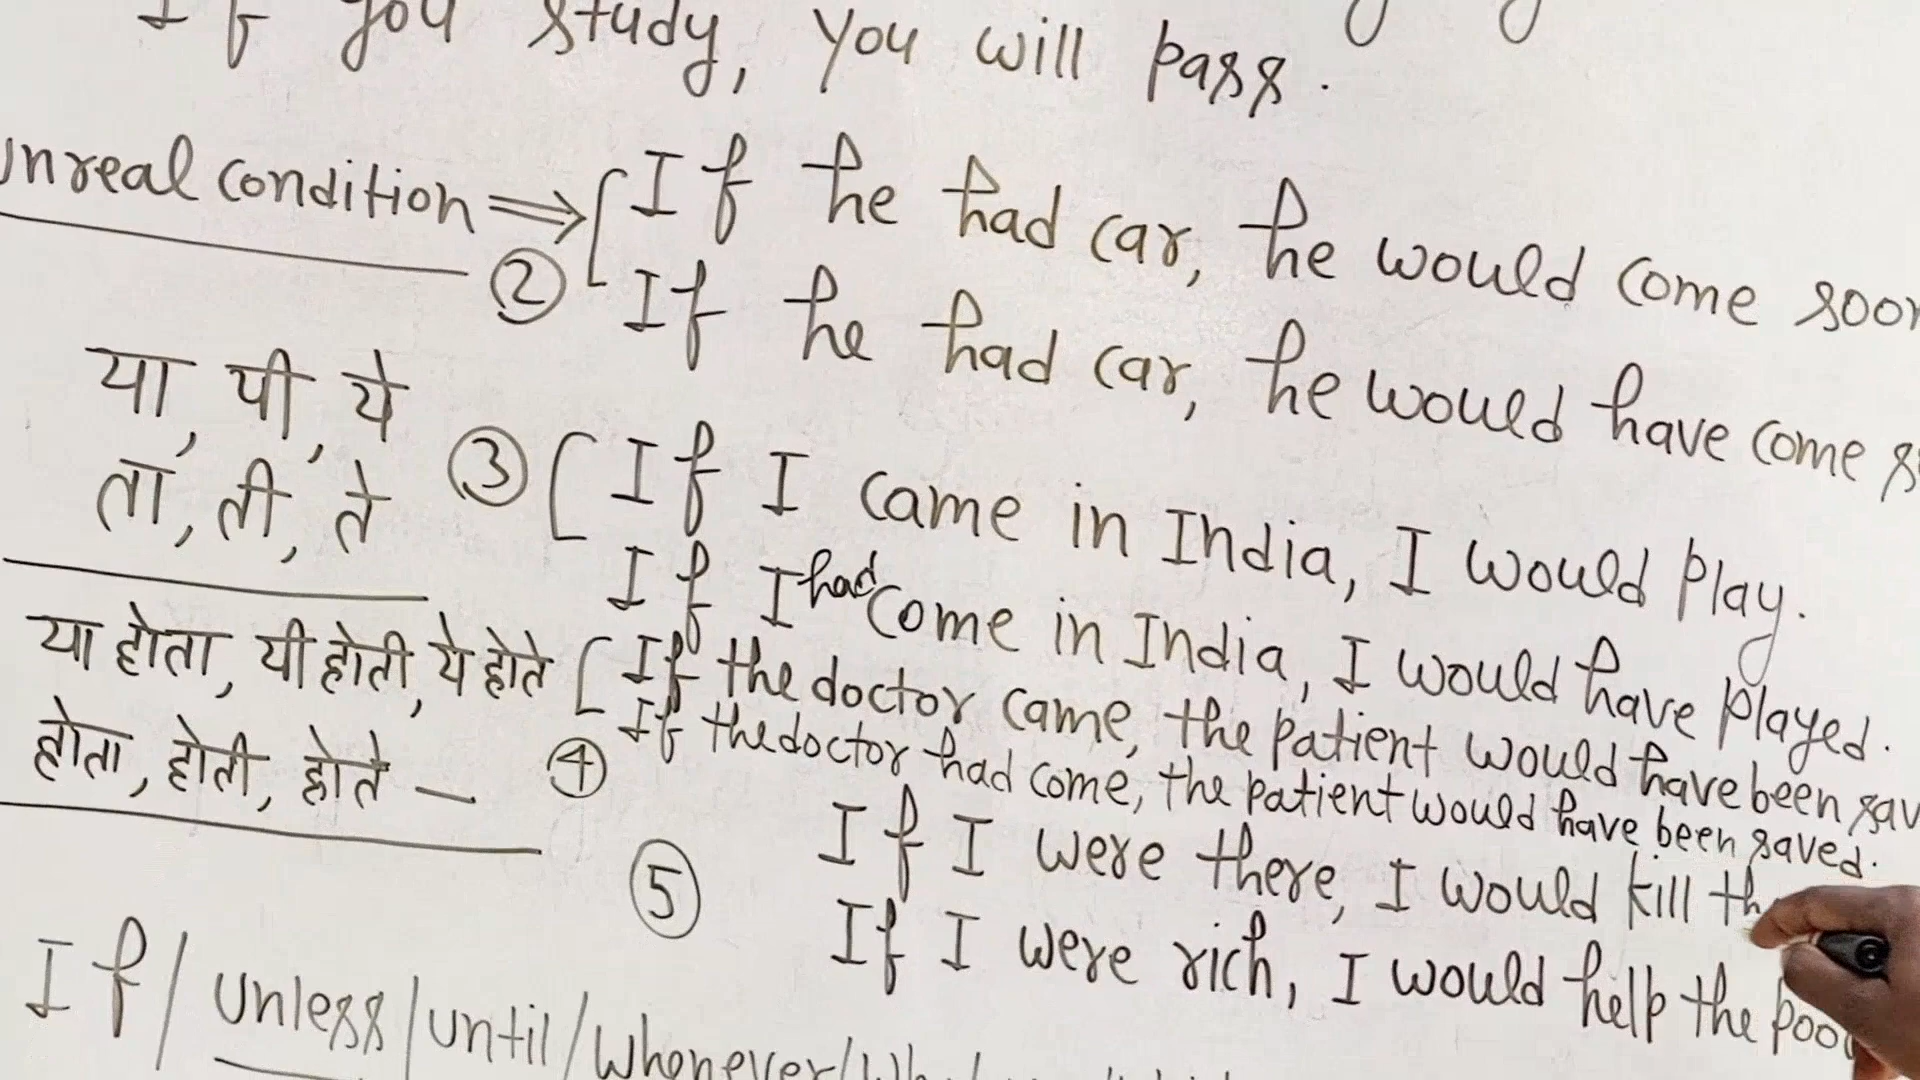 If you study, you will pass.
Unreal condition ⇒ If he had car, he would come soon
② If he had car, he would have come
या, यी, ये
ता, ती, ते
③ If I came in India, I would play.
If I had come in India, I would have played.
या होता, यी होती, ये होते
होता, होती, होते —
④ If the doctor came, the patient would have been sav
If the doctor had come, the patient would have been saved.
⑤ If I were there, I would kill th
If I were rich, I would help the poo
If / unless / until / whenever /